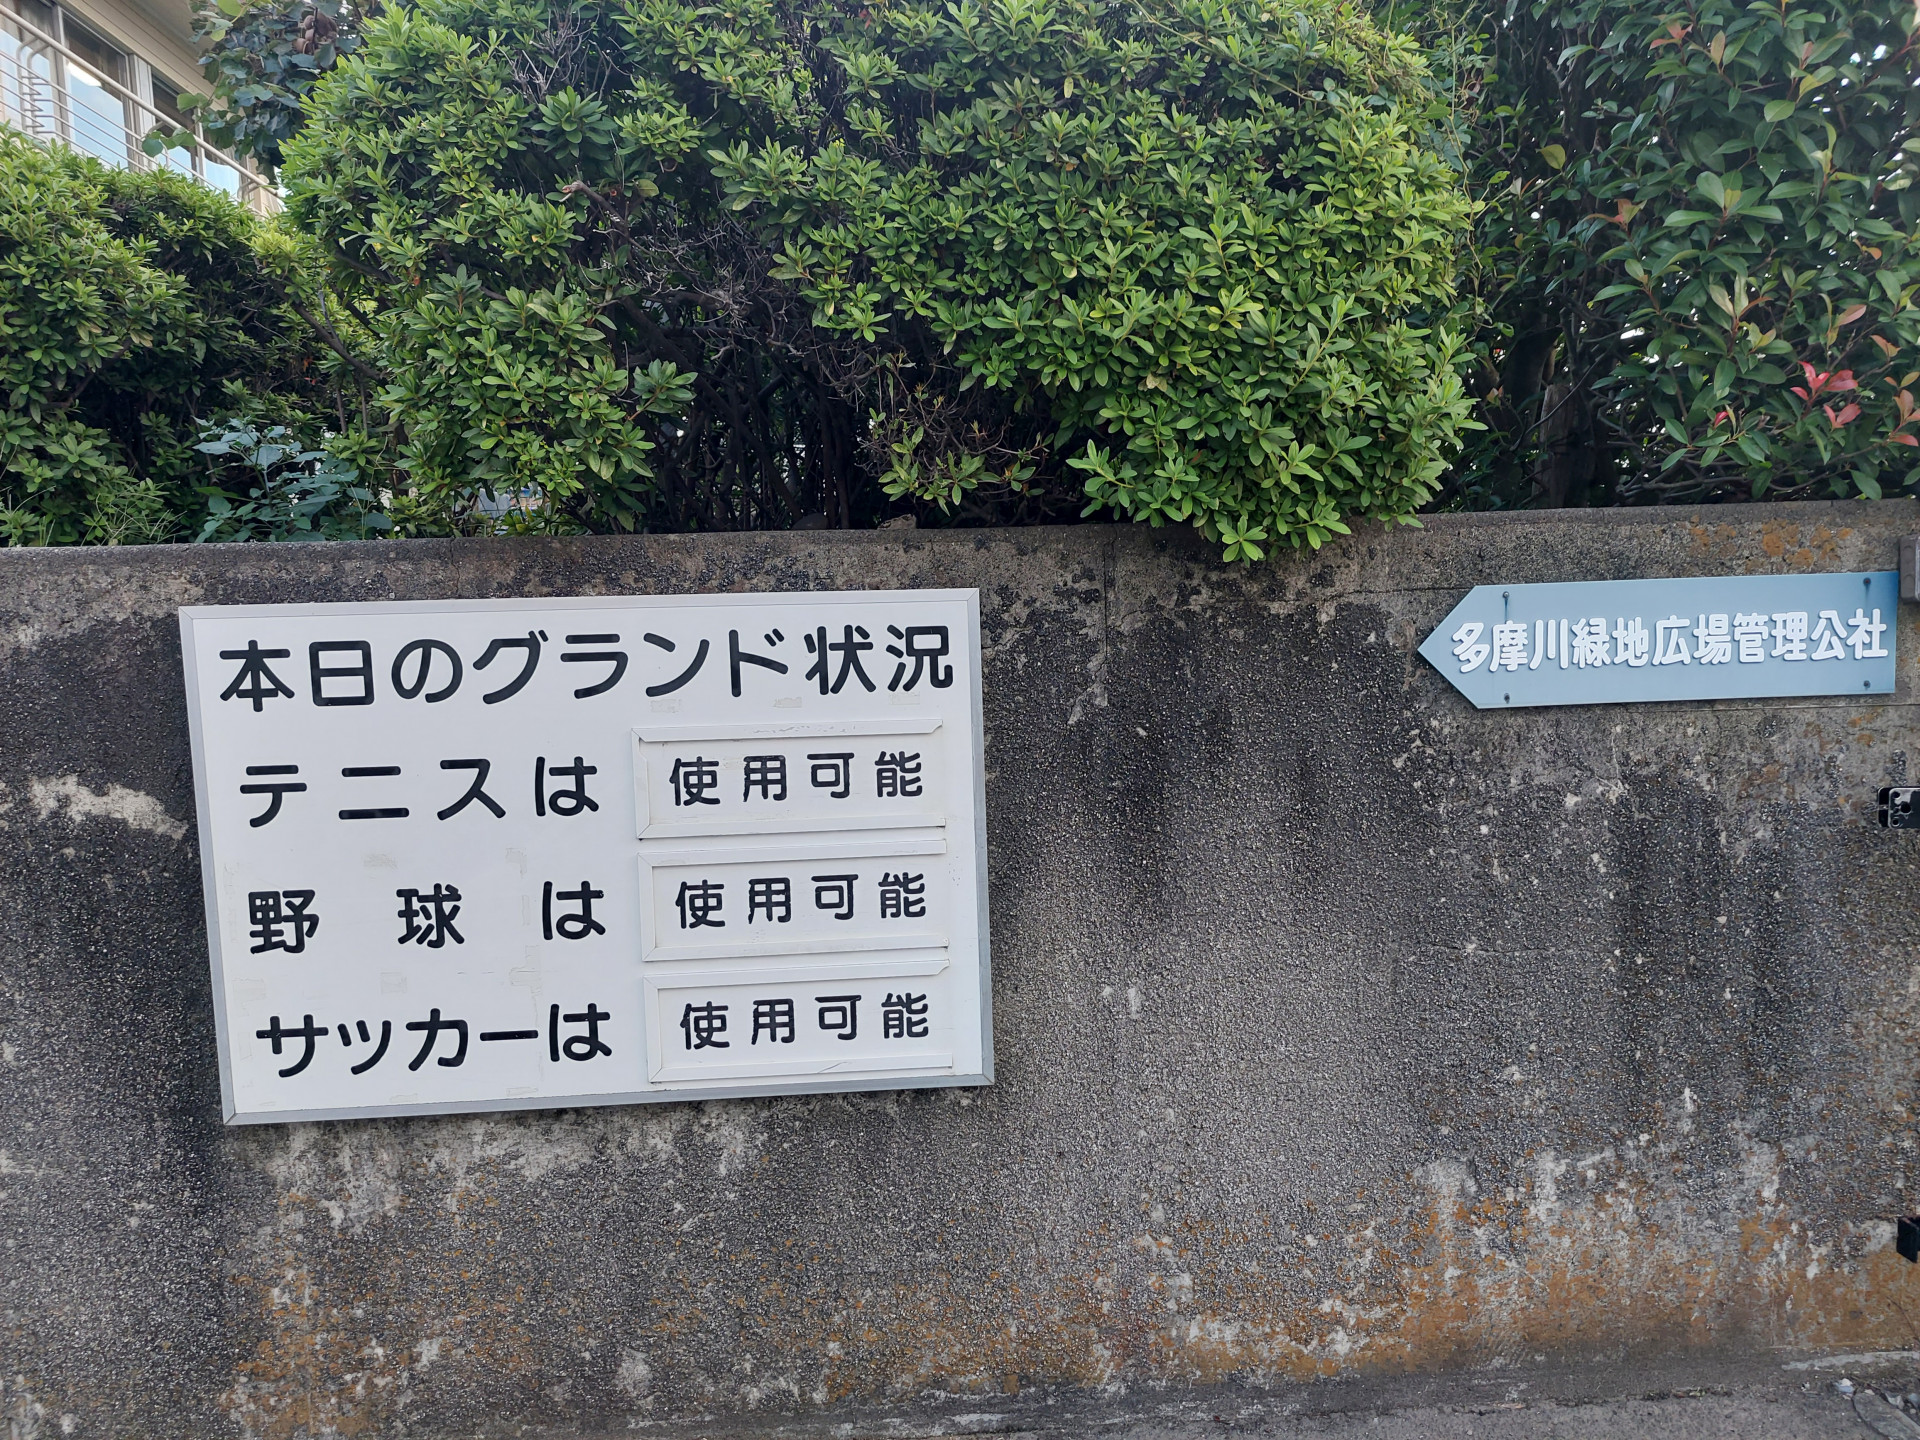 本日のグランド状況
テニスは 使用可能
野球は 使用可能
サッカーは 使用可能
多摩川緑地広場管理公社